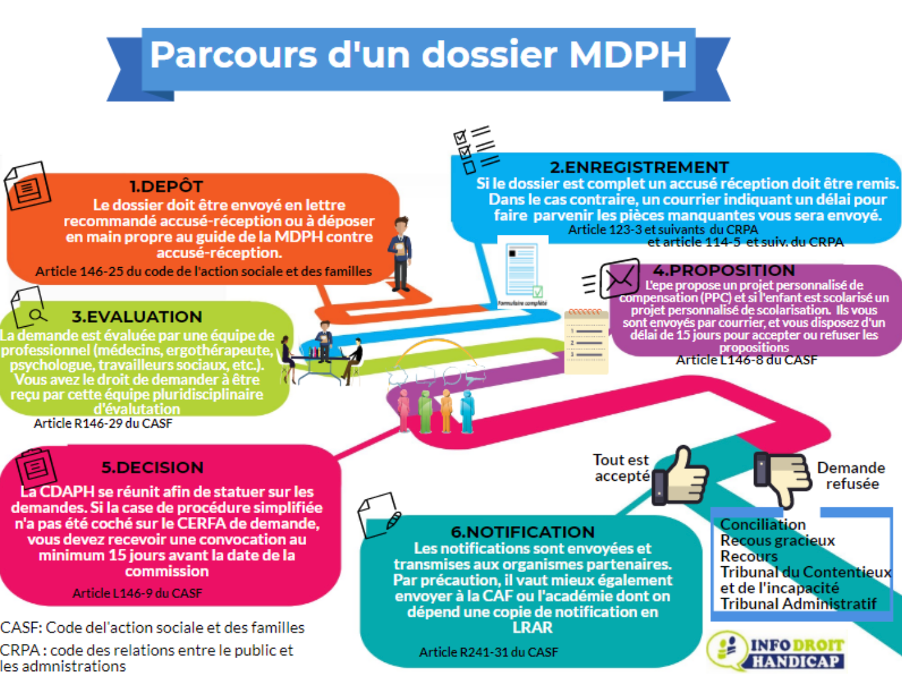 Parcours d'un dossier MDPH
1.DEPÔT
Le dossier doit être envoyé en lettre
recommandé accusé-réception ou à déposer
en main propre au guide de la MDPH contre
accusé-réception.
Article 146-25 du code de l'action sociale et des familles
2.ENREGISTREMENT
Si le dossier est complet un accusé réception doit être remis.
Dans le cas contraire, un courrier indiquant un délai pour
faire parvenir les pièces manquantes vous sera envoyé.
Article 123-3 et suivants du CRPA
et article 114-5 et suiv. du CRPA
Formulaire complété
3.EVALUATION
La demande est évaluée par une équipe de
professionnel (médecins, ergothérapeute,
psychologue, travailleurs sociaux, etc.).
Vous avez le droit de demander à être
reçu par cette équipe pluridisciplinaire
d'évalutation
Article R146-29 du CASF
4.PROPOSITION
L'epe propose un projet personnalisé de
compensation (PPC) et si l'enfant est scolarisé un
projet personnalisé de scolarisation. Ils vous
sont envoyés par courrier, et vous disposez d'un
délai de 15 jours pour accepter ou refuser les
propositions
Article L146-8 du CASF
1
2
3
5.DECISION
La CDAPH se réunit afin de statuer sur les
demandes. Si la case de procédure simplifiée
n'a pas été coché sur le CERFA de demande,
vous devez recevoir une convocation au
minimum 15 jours avant la date de la
commission
Article L146-9 du CASF
6.NOTIFICATION
Les notifications sont envoyées et
transmises aux organismes partenaires.
Par précaution, il vaut mieux également
envoyer à la CAF ou l'académie dont on
dépend une copie de notification en
LRAR
Article R241-31 du CASF
Tout est
accepté
Demande
refusée
Conciliation
Recous gracieux
Recours
Tribunal du Contentieux
et de l'incapacité
Tribunal Administratif
CASF: Code del'action sociale et des familles
CRPA : code des relations entre le public et
les admnistrations
INFO DROIT
HANDICAP